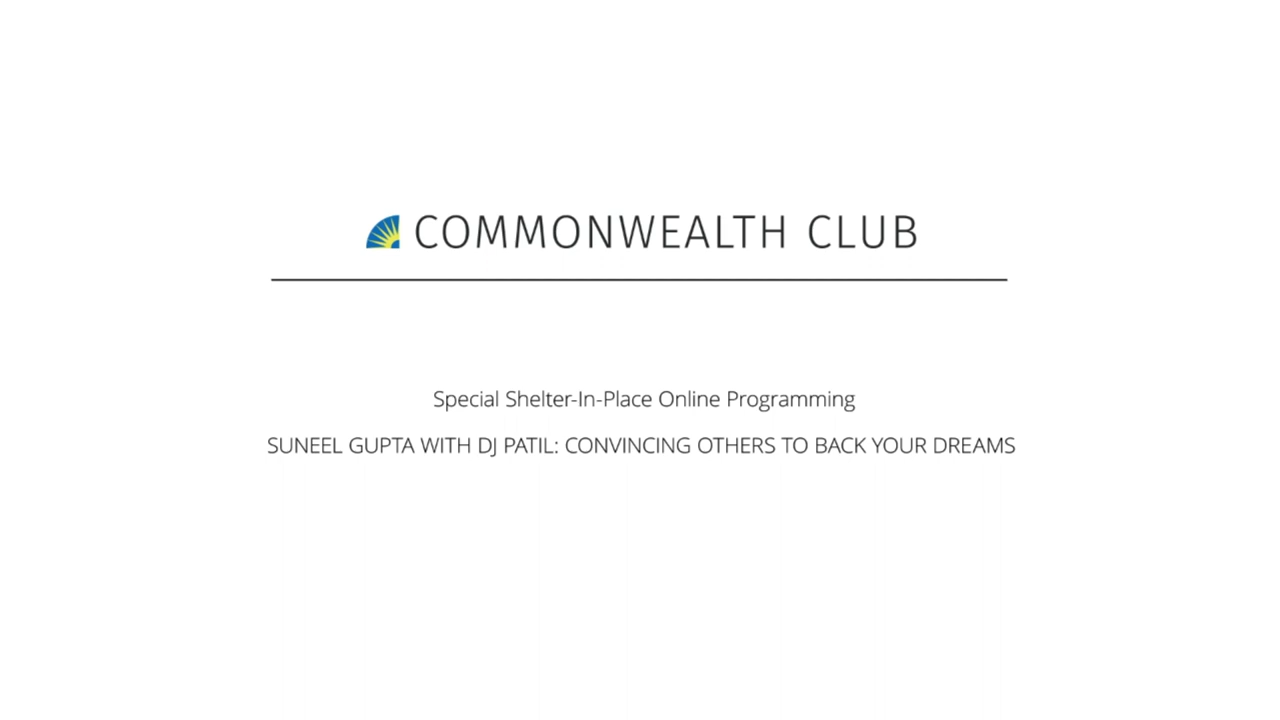 COMMONWEALTH CLUB
Special Shelter-In-Place Online Programming
SUNEEL GUPTA WITH DJ PATIL: CONVINCING OTHERS TO BACK YOUR DREAMS